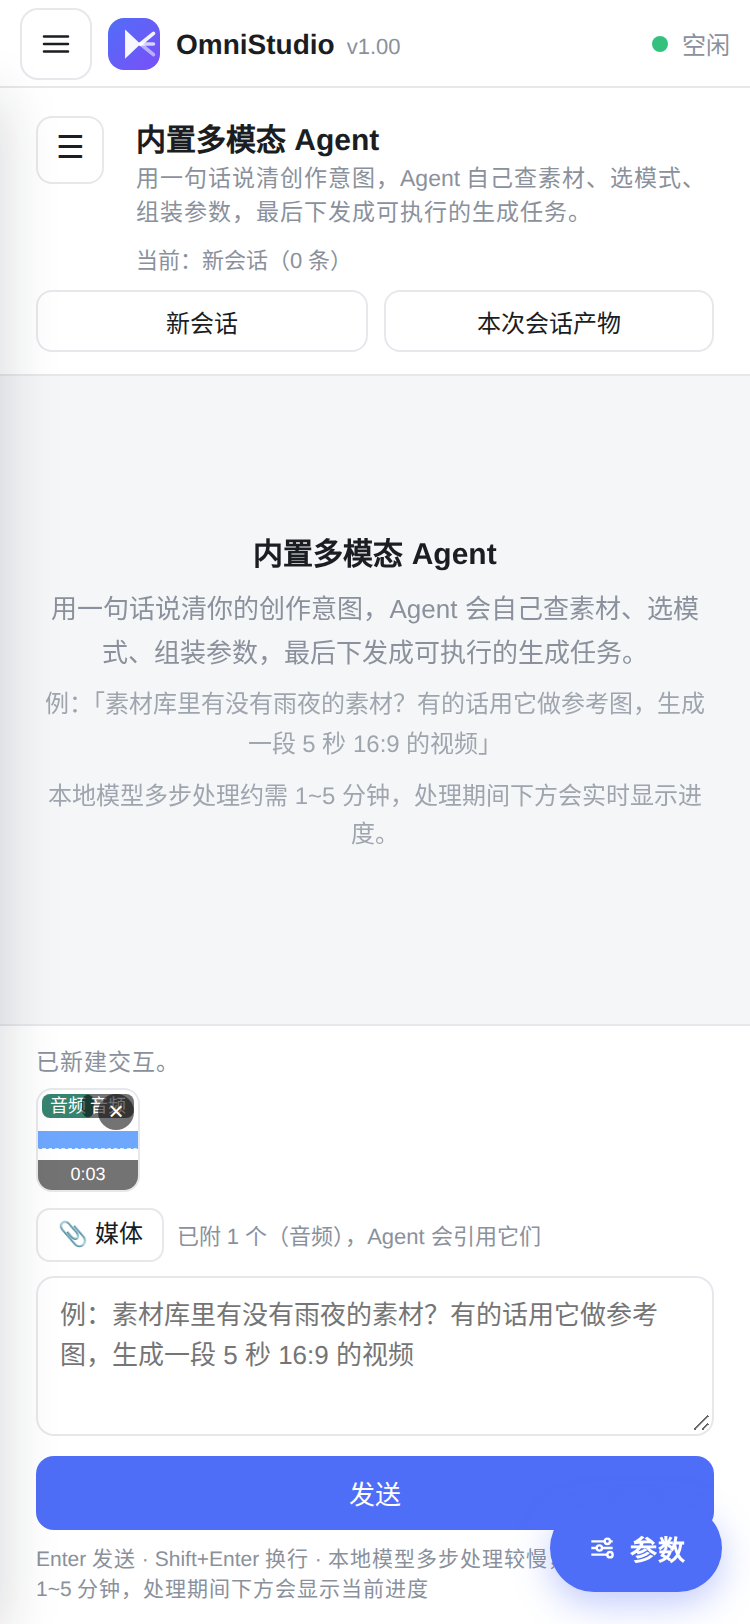 OmniStudio v1.00
空闲
内置多模态 Agent
用一句话说清创作意图，Agent 自己查素材、选模式、
组装参数，最后下发成可执行的生成任务。
当前：新会话（0 条）
新会话
本次会话产物
内置多模态 Agent
用一句话说清你的创作意图，Agent 会自己查素材、选模
式、组装参数，最后下发成可执行的生成任务。
例：「素材库里有没有雨夜的素材？有的话用它做参考图，生成
一段 5 秒 16:9 的视频」
本地模型多步处理约需 1~5 分钟，处理期间下方会实时显示进
度。
已新建交互。
音频
音频
0:03
媒体
已附 1 个（音频），Agent 会引用它们
例：素材库里有没有雨夜的素材？有的话用它做参考
图，生成一段 5 秒 16:9 的视频
发送
Enter 发送 · Shift+Enter 换行 · 本地模型多步处理较慢，
1~5 分钟，处理期间下方会显示当前进度
参数